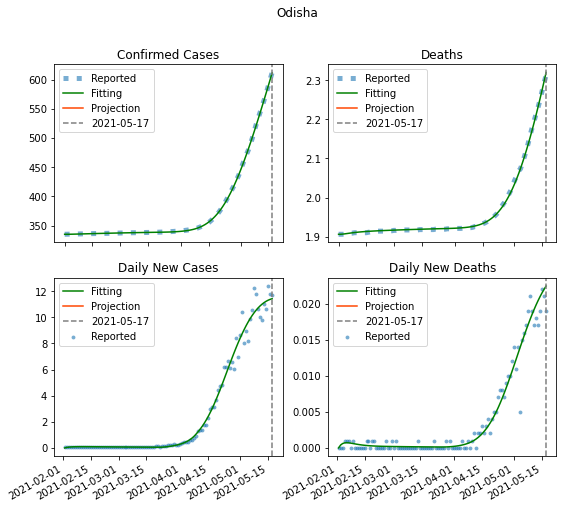 Odisha
Confirmed Cases
Reported
Fitting
Projection
2021-05-17
600
550
500
450
400
350
Deaths
Reported
Fitting
Projection
2021-05-17
2.3
2.2
2.1
2.0
1.9
Daily New Cases
Fitting
Projection
2021-05-17
Reported
12
10
8
6
4
2
0
2021-02-01
2021-02-15
2021-03-01
2021-03-15
2021-04-01
2021-04-15
2021-05-01
2021-05-15
Daily New Deaths
Fitting
Projection
2021-05-17
Reported
0.020
0.015
0.010
0.005
0.000
2021-02-01
2021-02-15
2021-03-01
2021-03-15
2021-04-01
2021-04-15
2021-05-01
2021-05-15